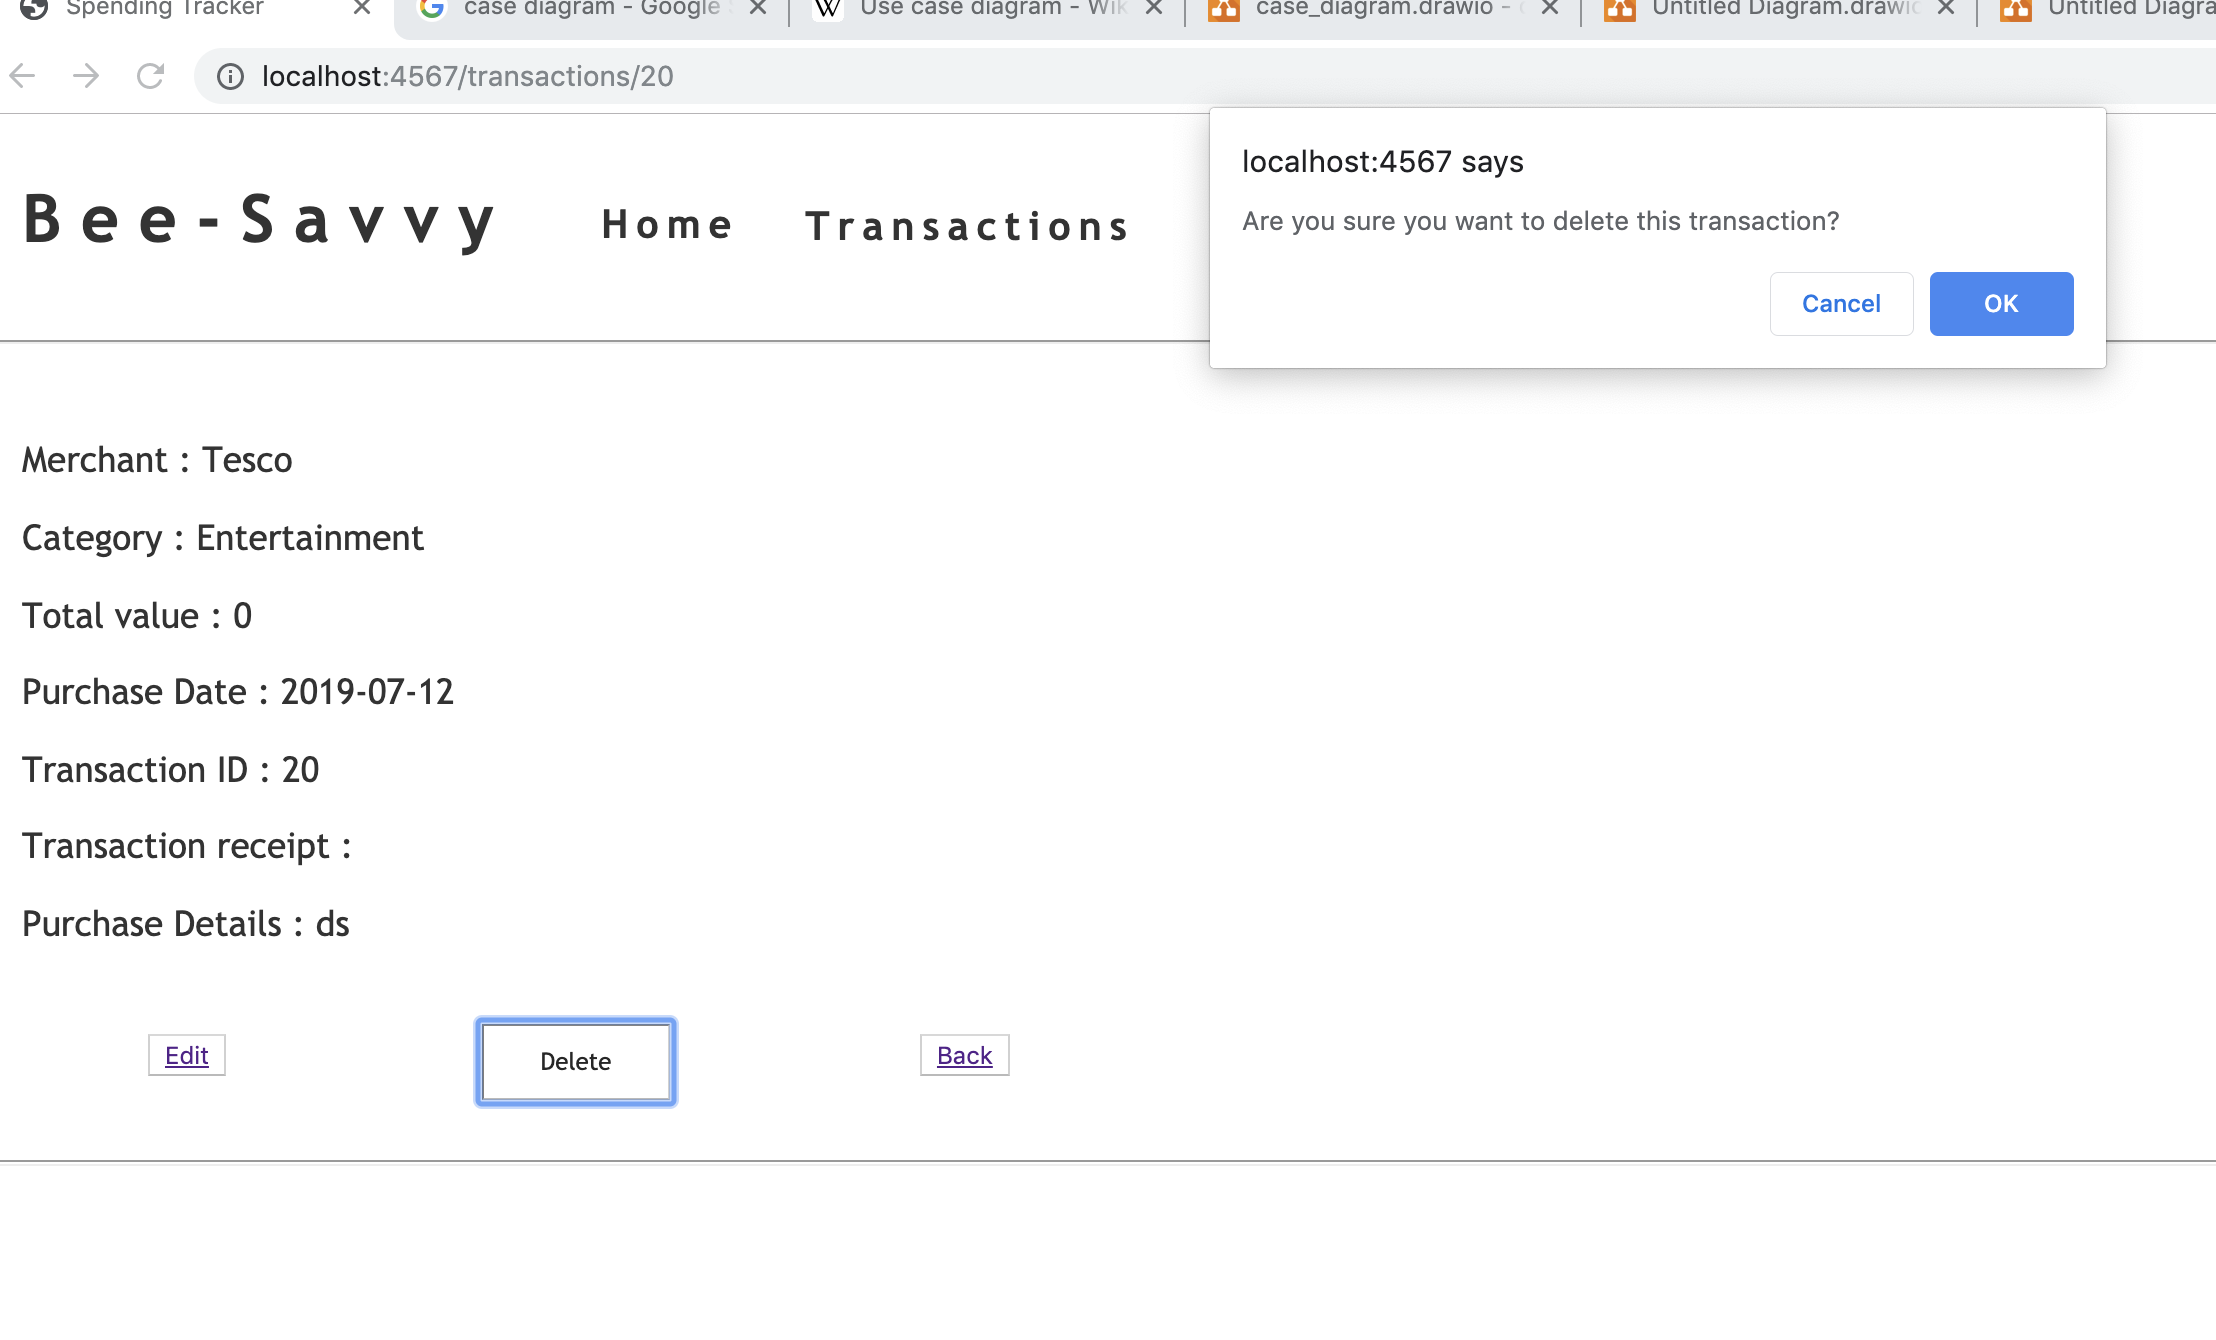 Spending Tracker
case diagram - Google
Use case diagram - Wik
case_diagram.drawio -
Untitled Diagram.drawio
Untitled Diagra
localhost:4567/transactions/20
localhost:4567 says
Are you sure you want to delete this transaction?
Cancel OK
Bee-Savvy Home Transactions
Merchant : Tesco
Category : Entertainment
Total value : 0
Purchase Date : 2019-07-12
Transaction ID : 20
Transaction receipt :
Purchase Details : ds
Edit Delete Back